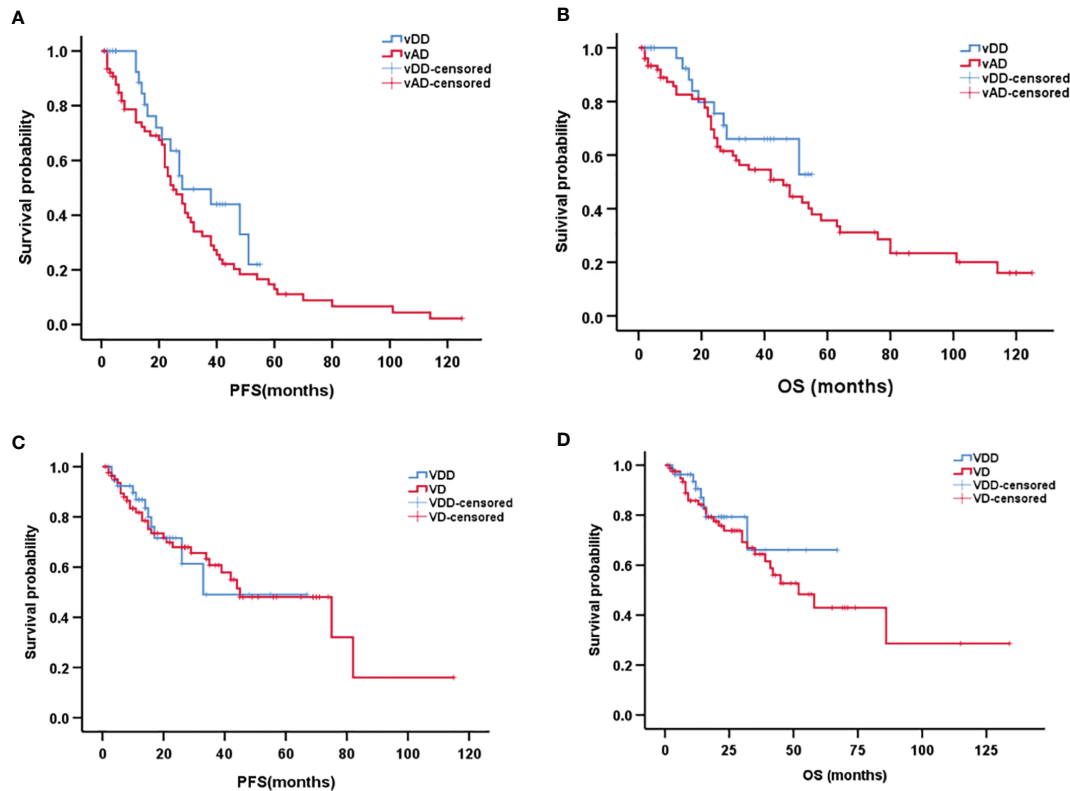 A
vDD
vAD
vDD-censored
vAD-censored
Survival probability
1.0
0.8
0.6
0.4
0.2
0.0
0 20 40 60 80 100 120
PFS(months)
B
vDD
vAD
vDD-censored
vAD-censored
Suivival probability
1.0
0.8
0.6
0.4
0.2
0.0
0 20 40 60 80 100 120
OS (months)
C
VDD
VD
VDD-censored
VD-censored
Survival probability
1.0
0.8
0.6
0.4
0.2
0.0
0 20 40 60 80 100 120
PFS(months)
D
VDD
VD
VDD-censored
VD-censored
Survival probability
1.0
0.8
0.6
0.4
0.2
0.0
0 25 50 75 100 125
OS (months)